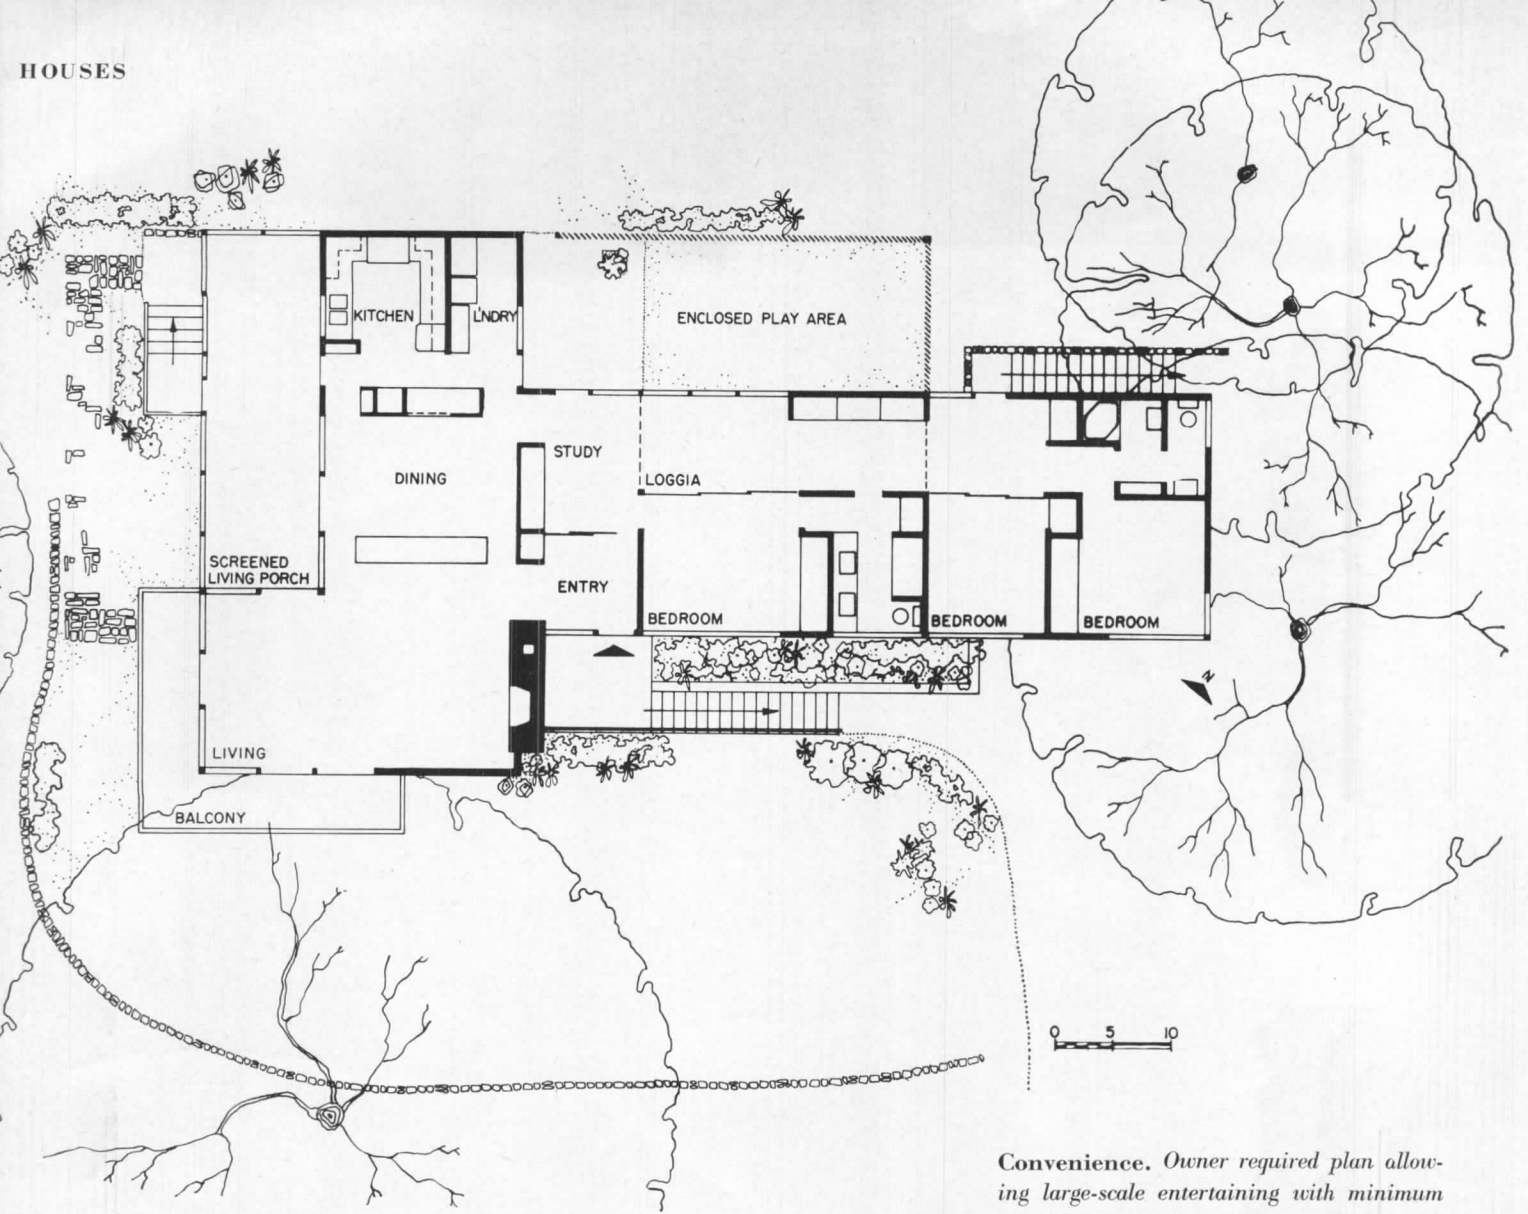 HOUSES
KITCHEN
L'NDRY
ENCLOSED PLAY AREA
STUDY
DINING
LOGGIA
SCREENED
LIVING PORCH
ENTRY
BEDROOM
BEDROOM
BEDROOM
N
LIVING
BALCONY
0 5 10
Convenience. Owner required plan allow-
ing large-scale entertaining with minimum